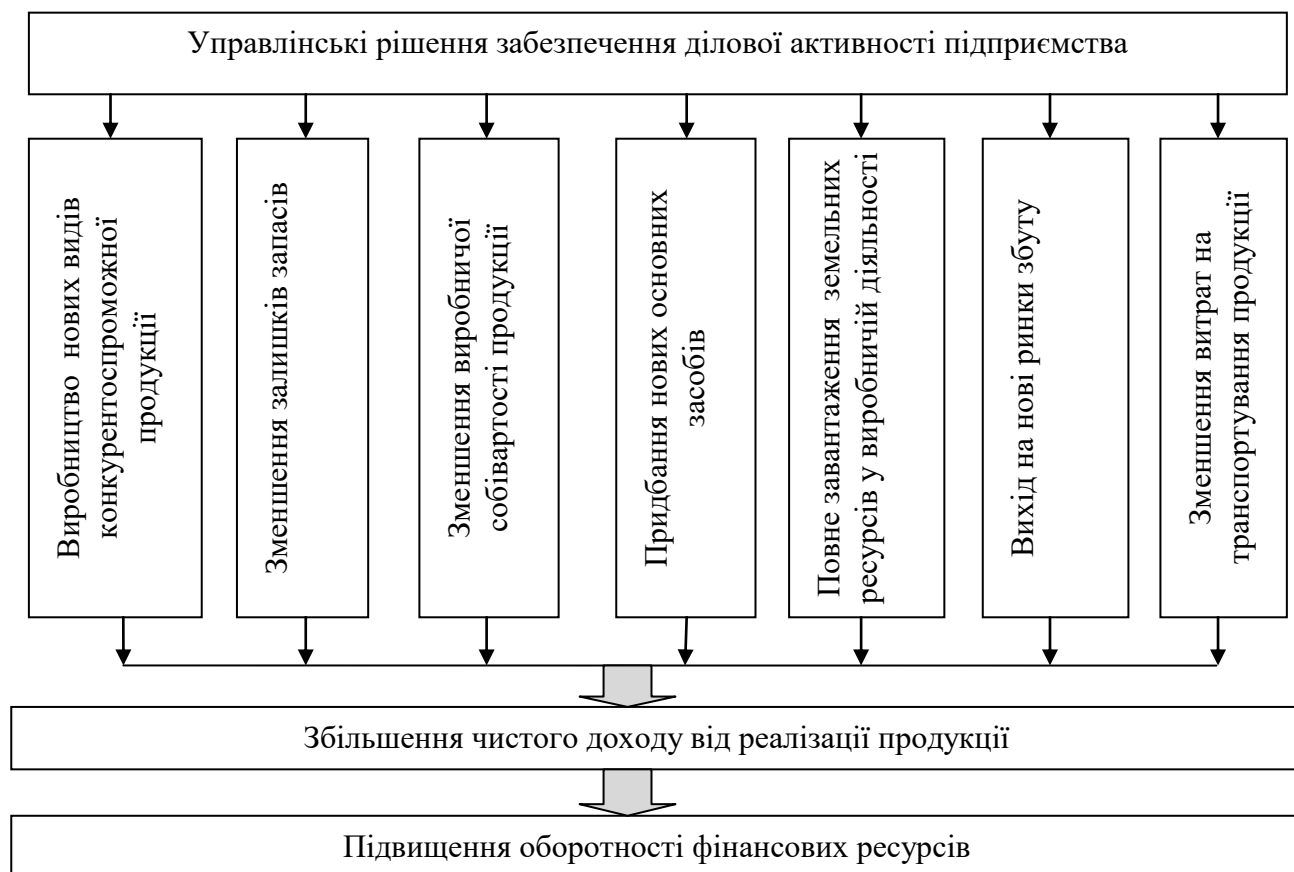 Управлінські рішення забезпечення ділової активності підприємства
Виробництво нових видів
конкурентоспроможної
продукції
Зменшення залишків запасів
Зменшення виробничої
собівартості продукції
Придбання нових основних
засобів
Повне завантаження земельних
ресурсів у виробничій діяльності
Вихід на нові ринки збуту
Зменшення витрат на
транспортування продукції
Збільшення чистого доходу від реалізації продукції
Підвищення оборотності фінансових ресурсів